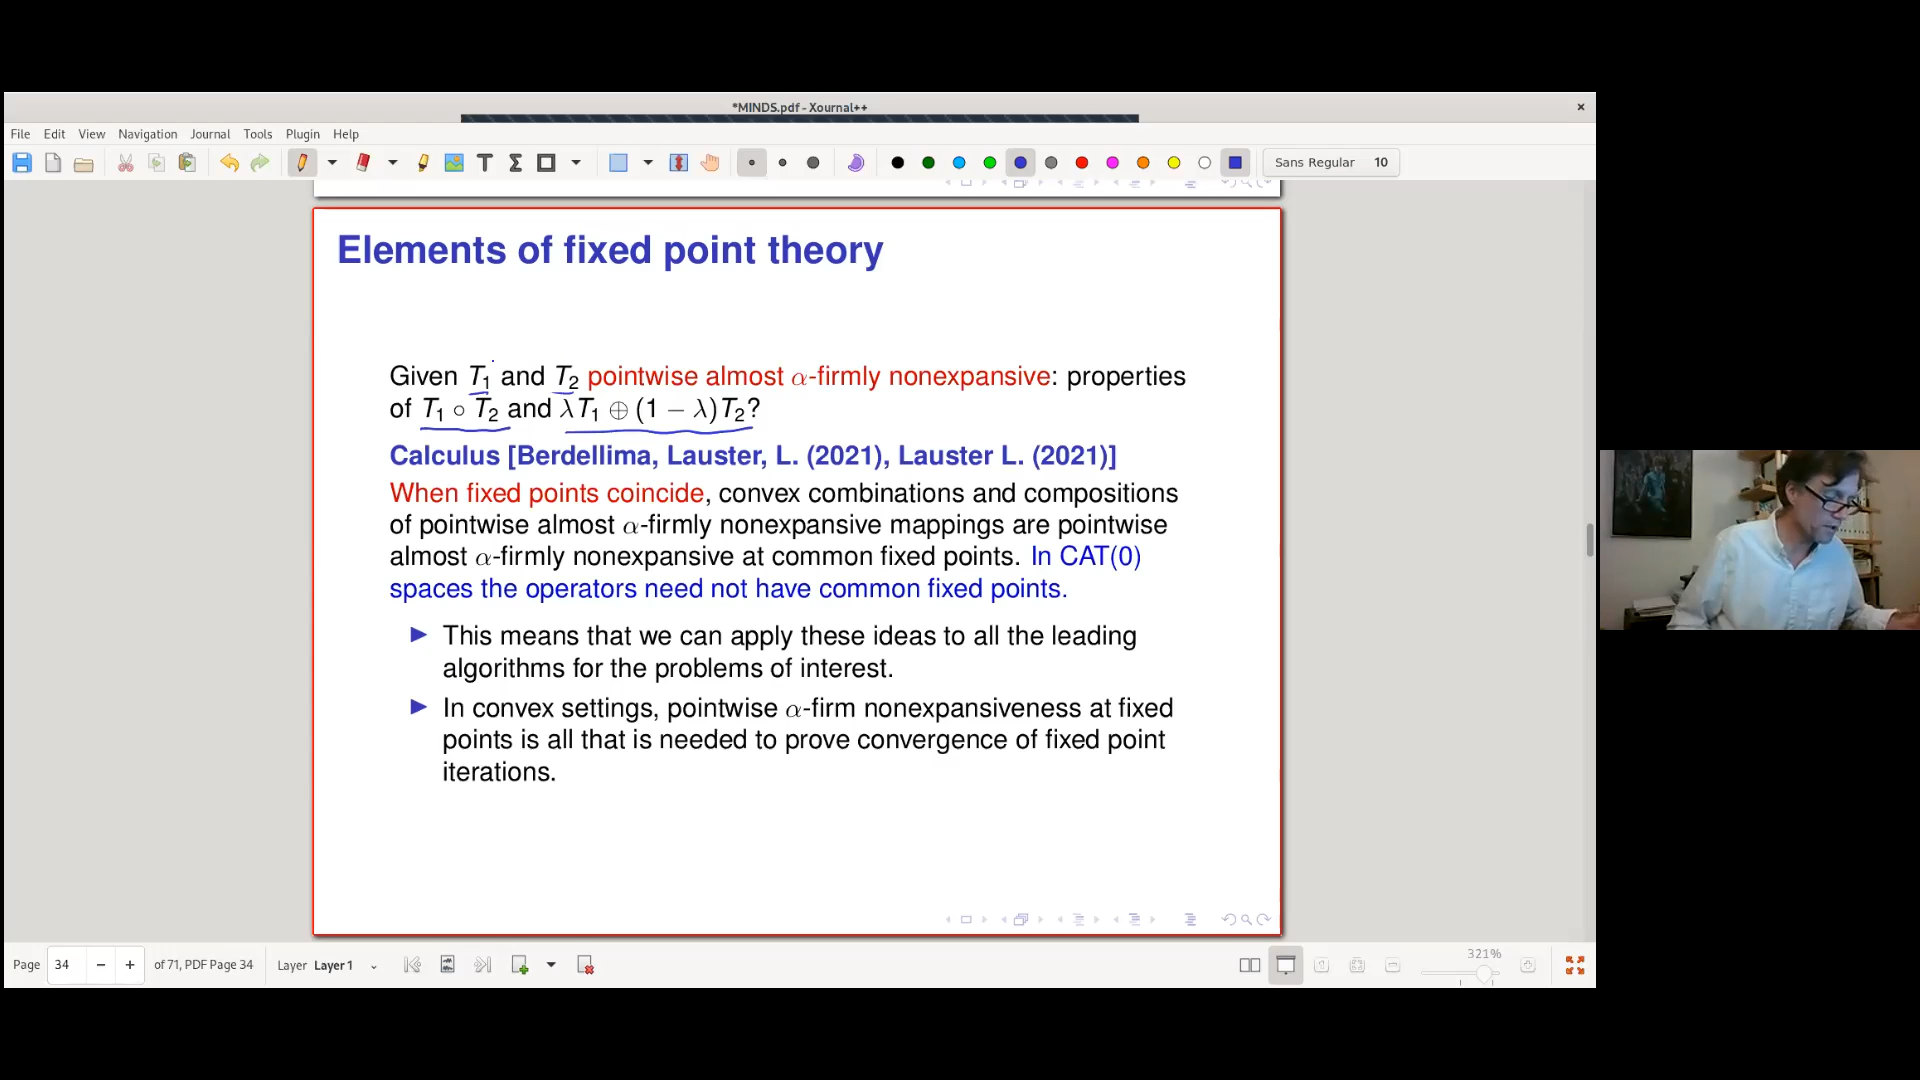 *MINDS.pdf - Xournal++
File Edit View Navigation Journal Tools Plugin Help
Sans Regular 10
Elements of fixed point theory
Given T₁ and T₂ pointwise almost α-firmly nonexpansive: properties
of T₁ ∘ T₂ and λT₁ ⊕ (1 − λ)T₂?
Calculus [Berdellima, Lauster, L. (2021), Lauster L. (2021)]
When fixed points coincide, convex combinations and compositions
of pointwise almost α-firmly nonexpansive mappings are pointwise
almost α-firmly nonexpansive at common fixed points. In CAT(0)
spaces the operators need not have common fixed points.
▶ This means that we can apply these ideas to all the leading
algorithms for the problems of interest.
▶ In convex settings, pointwise α-firm nonexpansiveness at fixed
points is all that is needed to prove convergence of fixed point
iterations.
Page 34 − + of 71, PDF Page 34 Layer Layer 1 321%